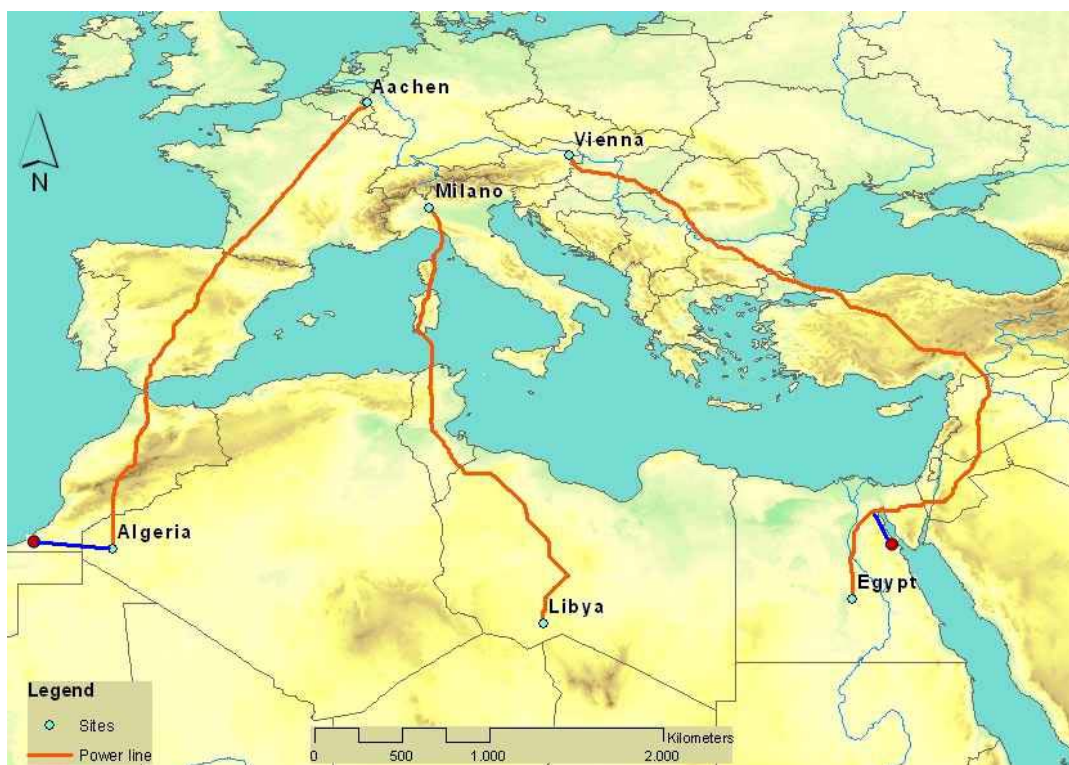 Aachen
Vienna
N
Milano
Algeria
Egypt
Libya
Legend
Sites
Power line
Kilometers
0 500 1.000 2.000